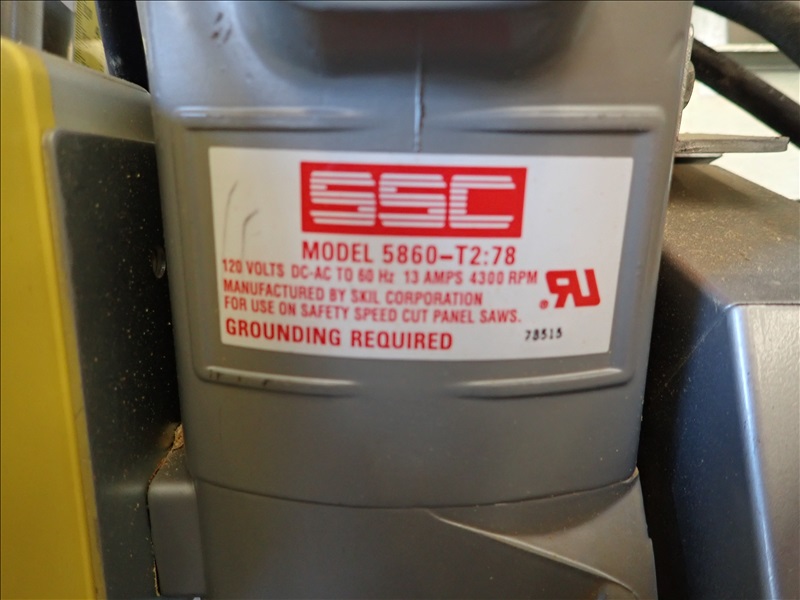 SSC
MODEL 5860-T2:78
120 VOLTS DC-AC TO 60 Hz 13 AMPS 4300 RPM
MANUFACTURED BY SKIL CORPORATION
FOR USE ON SAFETY SPEED CUT PANEL SAWS.
GROUNDING REQUIRED
78515